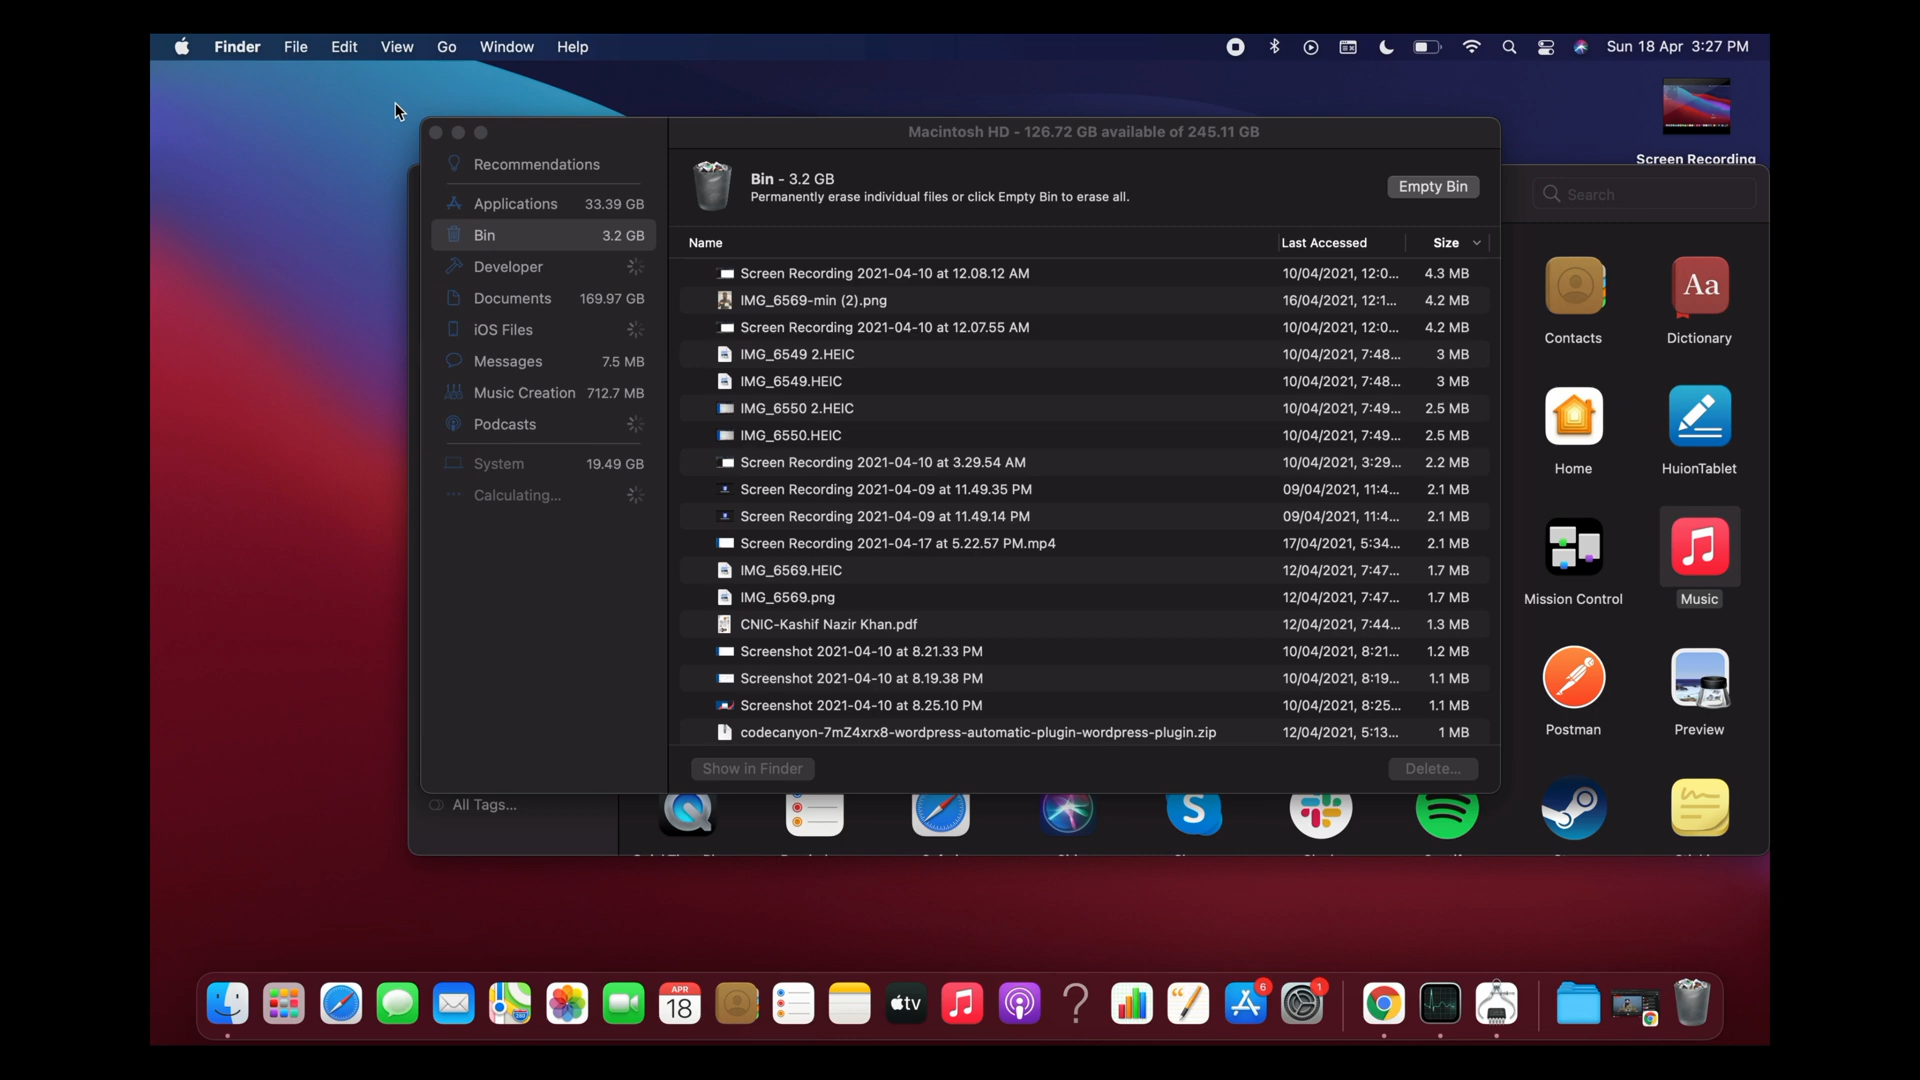 Finder File Edit View Go Window Help
Sun 18 Apr 3:27 PM
Screen Recording
Macintosh HD - 126.72 GB available of 245.11 GB
Recommendations
Applications 33.39 GB
Bin 3.2 GB
Developer
Documents 169.97 GB
iOS Files
Messages 7.5 MB
Music Creation 712.7 MB
Podcasts
System 19.49 GB
Calculating...
Bin - 3.2 GB
Permanently erase individual files or click Empty Bin to erase all.
Empty Bin
Name Last Accessed Size
Screen Recording 2021-04-10 at 12.08.12 AM 10/04/2021, 12:0... 4.3 MB
IMG_6569-min (2).png 16/04/2021, 12:1... 4.2 MB
Screen Recording 2021-04-10 at 12.07.55 AM 10/04/2021, 12:0... 4.2 MB
IMG_6549 2.HEIC 10/04/2021, 7:48... 3 MB
IMG_6549.HEIC 10/04/2021, 7:48... 3 MB
IMG_6550 2.HEIC 10/04/2021, 7:49... 2.5 MB
IMG_6550.HEIC 10/04/2021, 7:49... 2.5 MB
Screen Recording 2021-04-10 at 3.29.54 AM 10/04/2021, 3:29... 2.2 MB
Screen Recording 2021-04-09 at 11.49.35 PM 09/04/2021, 11:4... 2.1 MB
Screen Recording 2021-04-09 at 11.49.14 PM 09/04/2021, 11:4... 2.1 MB
Screen Recording 2021-04-17 at 5.22.57 PM.mp4 17/04/2021, 5:34... 2.1 MB
IMG_6569.HEIC 12/04/2021, 7:47... 1.7 MB
IMG_6569.png 12/04/2021, 7:47... 1.7 MB
CNIC-Kashif Nazir Khan.pdf 12/04/2021, 7:44... 1.3 MB
Screenshot 2021-04-10 at 8.21.33 PM 10/04/2021, 8:21... 1.2 MB
Screenshot 2021-04-10 at 8.19.38 PM 10/04/2021, 8:19... 1.1 MB
Screenshot 2021-04-10 at 8.25.10 PM 10/04/2021, 8:25... 1.1 MB
codecanyon-7mZ4xrx8-wordpress-automatic-plugin-wordpress-plugin.zip 12/04/2021, 5:13... 1 MB
Show in Finder Delete...
Search
Aa
Contacts Dictionary
Home HuionTablet
Mission Control Music
Postman Preview
All Tags...
S
APR
18
tv
6
1